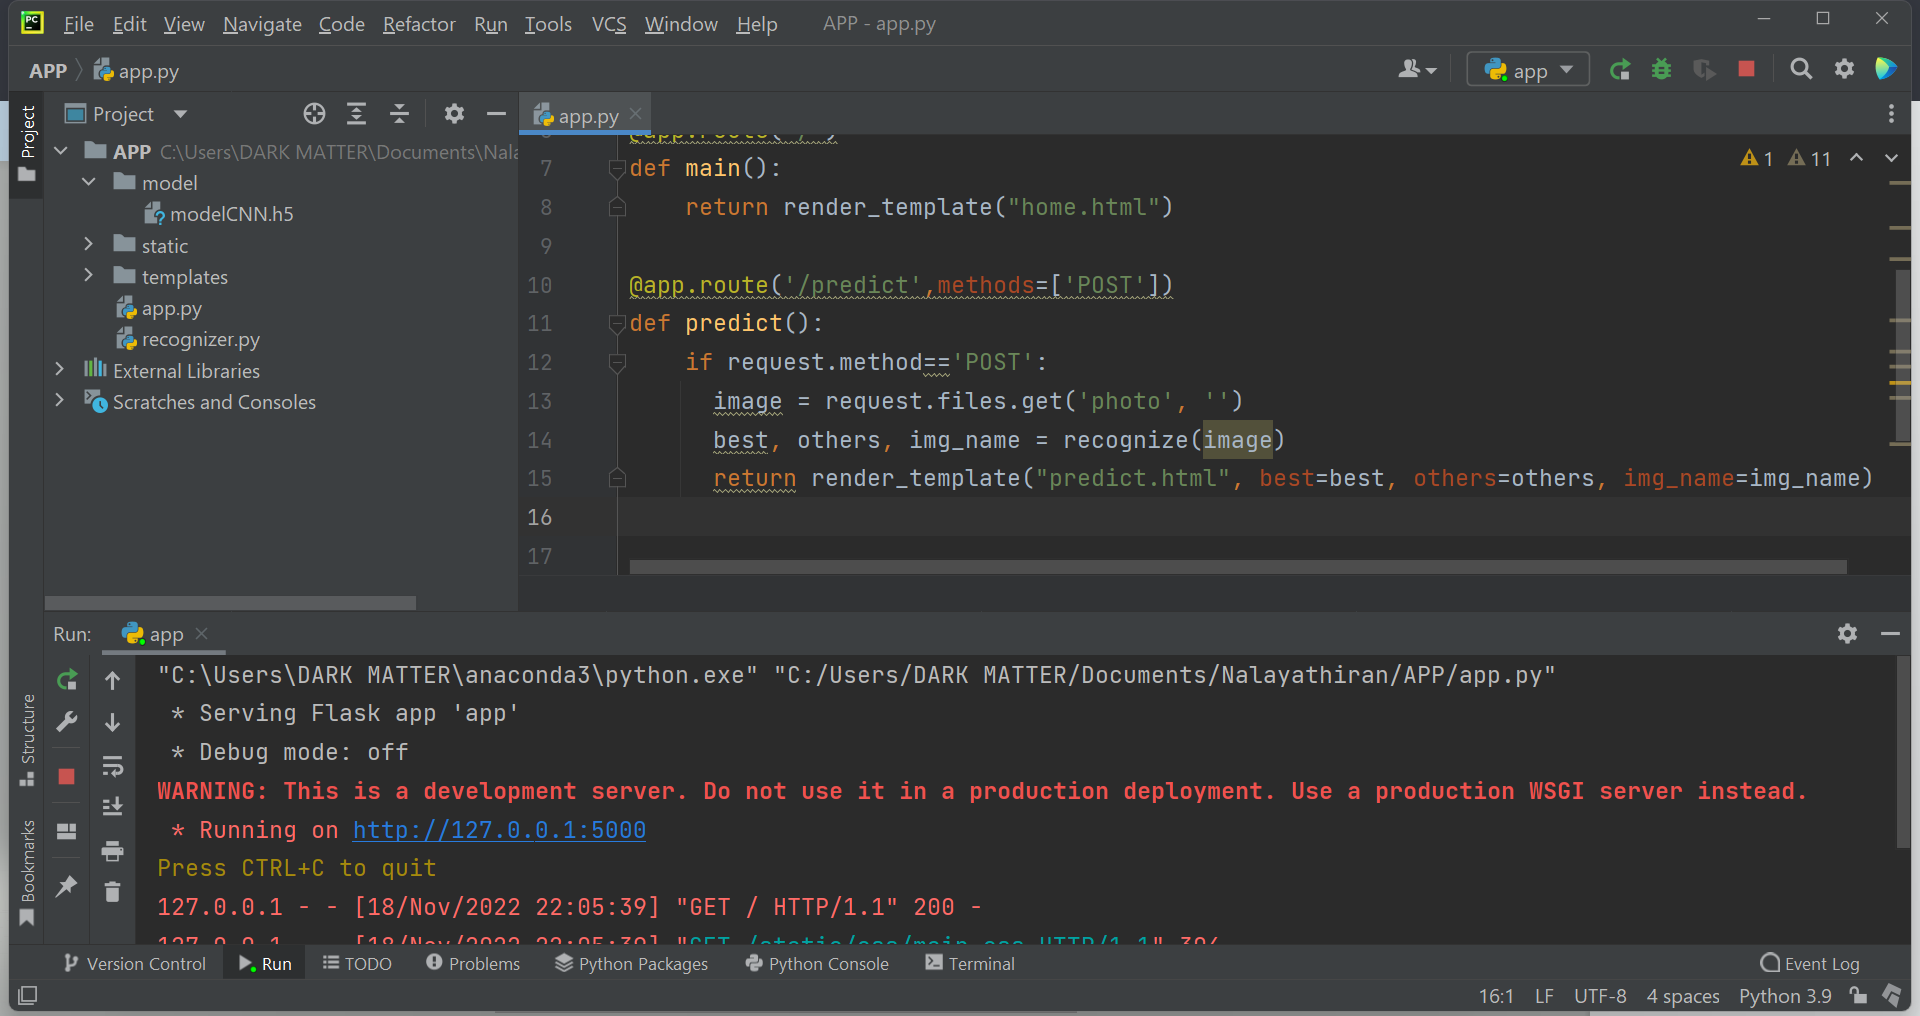 File Edit View Navigate Code Refactor Run Tools VCS Window Help APP - app.py
APP app.py
app
Project
Project
app.py
APP C:\Users\DARK MATTER\Documents\Nala
model
modelCNN.h5
static
templates
app.py
recognizer.py
External Libraries
Scratches and Consoles
1 11
7 def main():
8 return render_template("home.html")
9
10 @app.route('/predict',methods=['POST'])
11 def predict():
12 if request.method=='POST':
13 image = request.files.get('photo', '')
14 best, others, img_name = recognize(image)
15 return render_template("predict.html", best=best, others=others, img_name=img_name)
16
17
Run: app
Structure
Bookmarks
"C:\Users\DARK MATTER\anaconda3\python.exe" "C:/Users/DARK MATTER/Documents/Nalayathiran/APP/app.py"
* Serving Flask app 'app'
* Debug mode: off
WARNING: This is a development server. Do not use it in a production deployment. Use a production WSGI server instead.
* Running on http://127.0.0.1:5000
Press CTRL+C to quit
127.0.0.1 - - [18/Nov/2022 22:05:39] "GET / HTTP/1.1" 200 -
Version Control Run TODO Problems Python Packages Python Console Terminal Event Log
16:1 LF UTF-8 4 spaces Python 3.9